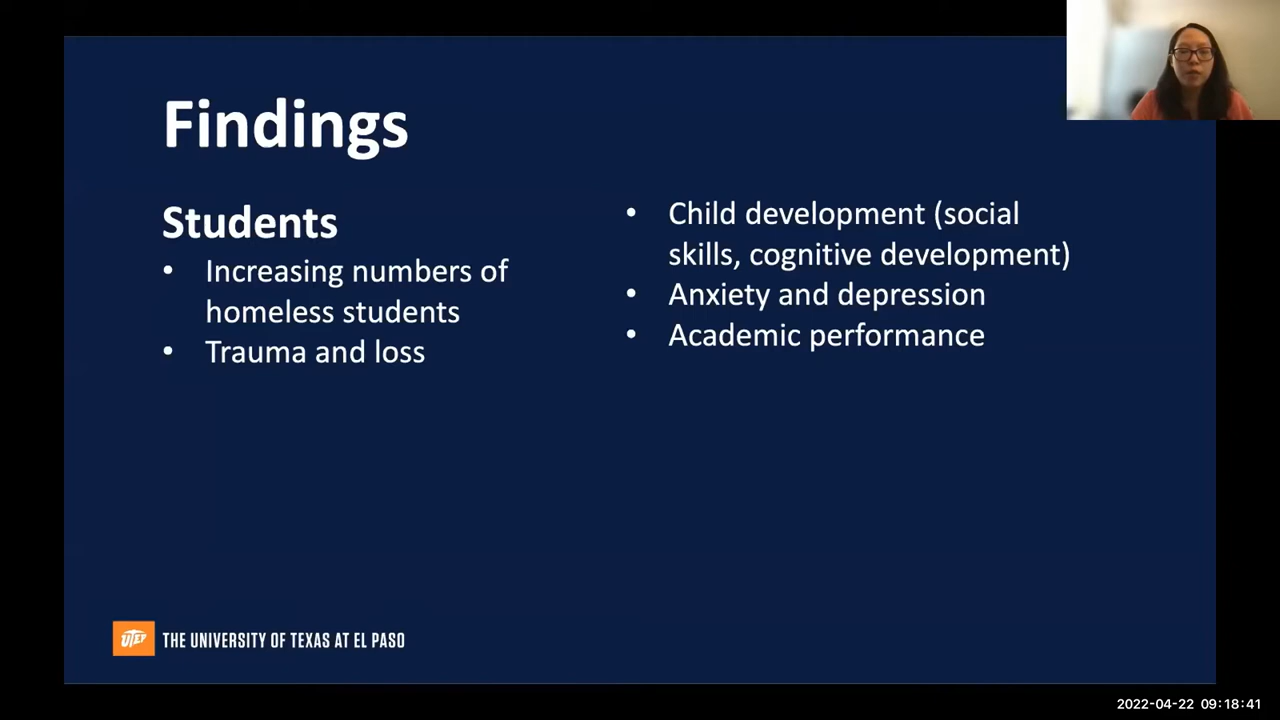 Findings
Students
• Increasing numbers of
homeless students
• Trauma and loss
• Child development (social
skills, cognitive development)
• Anxiety and depression
• Academic performance
UTEP THE UNIVERSITY OF TEXAS AT EL PASO
2022-04-22 09:18:41